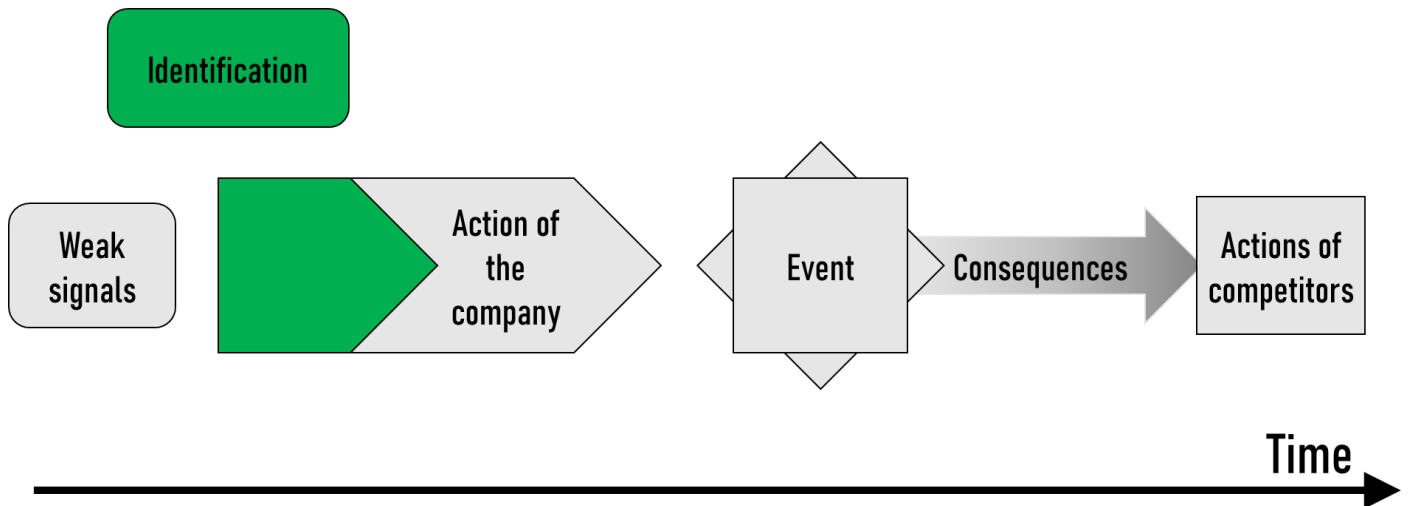 Identification
Weak
signals
Action of
the
company
Event
Consequences
Actions of
competitors
Time